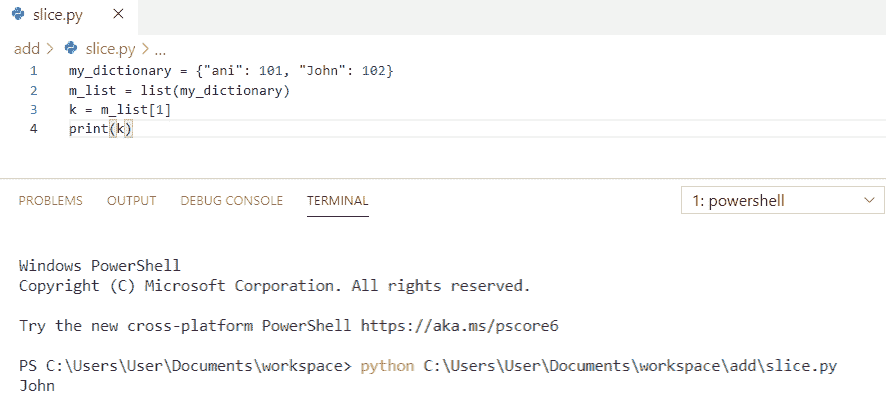 slice.py ×
add > slice.py > ...
1 my_dictionary = {"ani": 101, "John": 102}
2 m_list = list(my_dictionary)
3 k = m_list[1]
4 print(k)
PROBLEMS OUTPUT DEBUG CONSOLE TERMINAL 1: powershell
Windows PowerShell
Copyright (C) Microsoft Corporation. All rights reserved.
Try the new cross-platform PowerShell https://aka.ms/pscore6
PS C:\Users\User\Documents\workspace> python C:\Users\User\Documents\workspace\add\slice.py
John